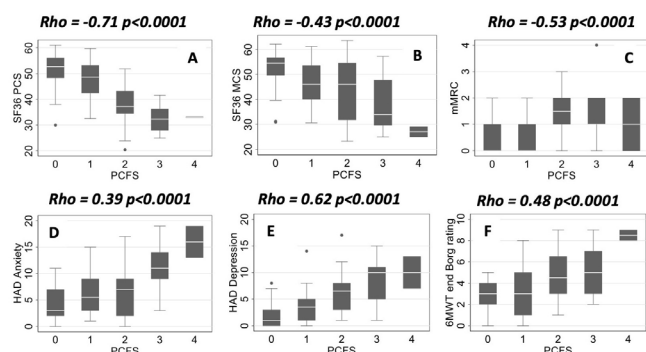 Rho = -0.71 p<0.0001
Rho = -0.43 p<0.0001
Rho = -0.53 p<0.0001
A
SF36 PCS
60
50
40
30
20
0 1 2 3 4
PCFS
B
SF36 MCS
60
50
40
30
20
0 1 2 3 4
PCFS
C
mMRC
4
3
2
1
0
0 1 2 3 4
PCFS
Rho = 0.39 p<0.0001
Rho = 0.62 p<0.0001
Rho = 0.48 p<0.0001
D
HAD Anxiety
20
15
10
5
0
0 1 2 3 4
PCFS
E
HAD Depression
20
15
10
5
0
0 1 2 3 4
PCFS
F
6MWT end Borg rating
10
8
6
4
2
0
0 1 2 3 4
PCFS